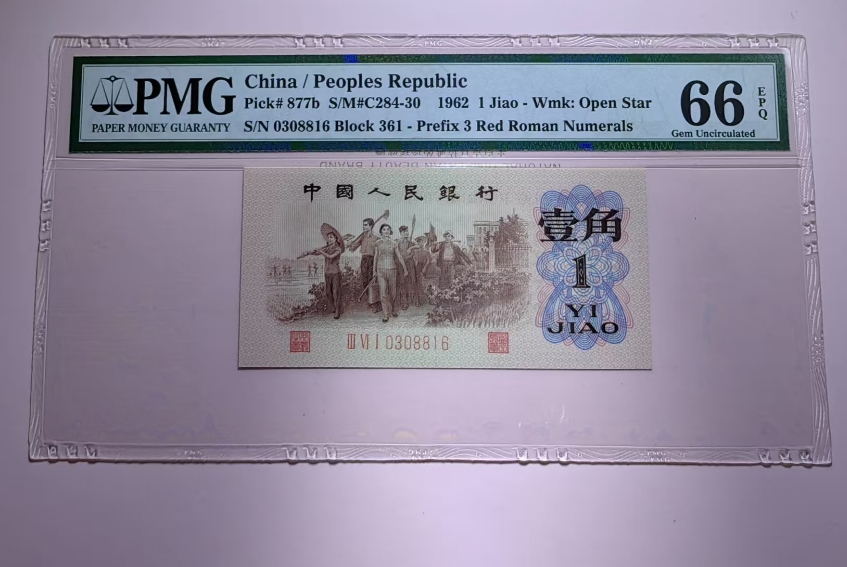 PMG
PAPER MONEY GUARANTY
China / Peoples Republic
Pick# 877b S/M#C284-30 1962 1 Jiao - Wmk: Open Star
S/N 0308816 Block 361 - Prefix 3 Red Roman Numerals
66
EPQ
Gem Uncirculated
中國人民銀行
壹角
1
YI
JIAO
III VI I 0308816